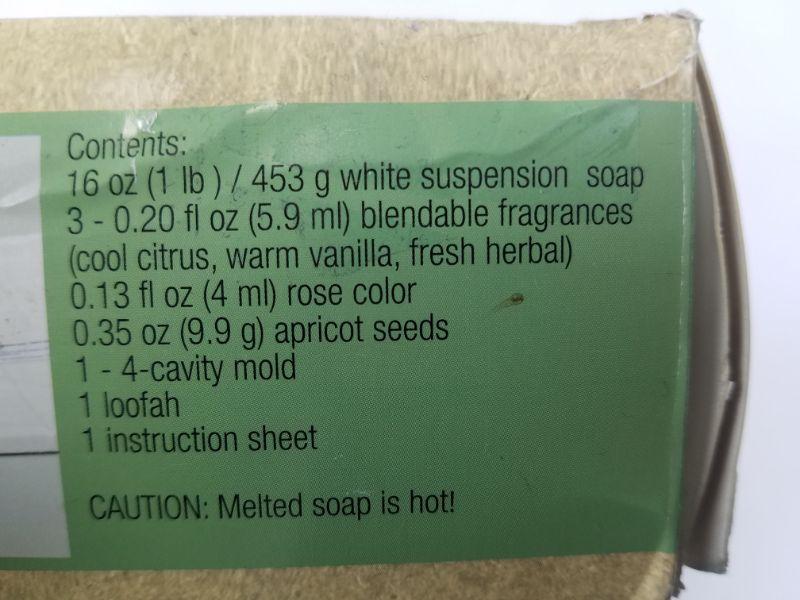 Contents:
16 oz (1 lb ) / 453 g white suspension soap
3 - 0.20 fl oz (5.9 ml) blendable fragrances
(cool citrus, warm vanilla, fresh herbal)
0.13 fl oz (4 ml) rose color
0.35 oz (9.9 g) apricot seeds
1 - 4-cavity mold
1 loofah
1 instruction sheet
CAUTION: Melted soap is hot!